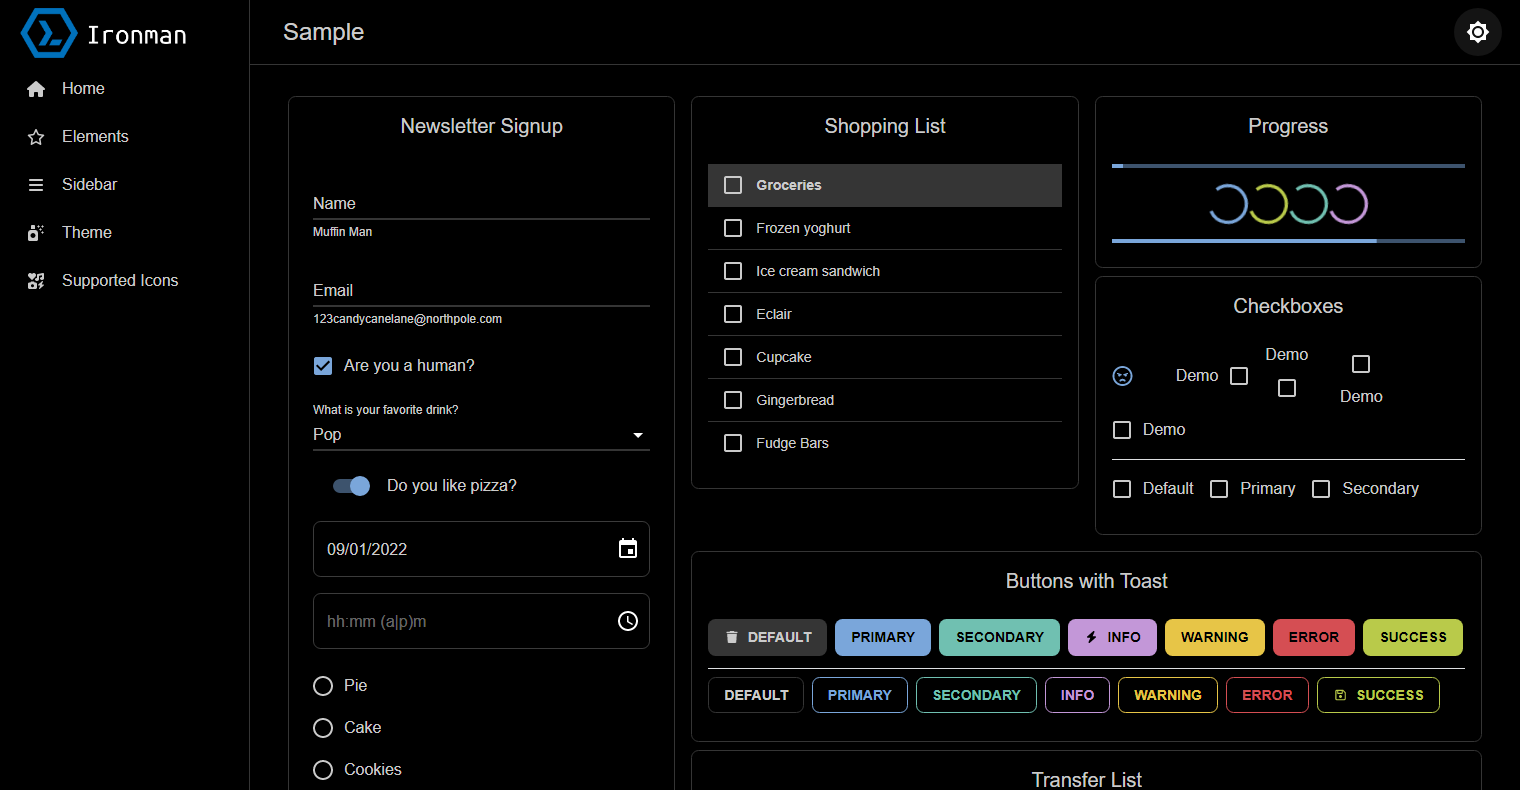 Ironman
Sample
Home
Elements
Sidebar
Theme
Supported Icons
Newsletter Signup
Name
Muffin Man
Email
123candycanelane@northpole.com
Are you a human?
What is your favorite drink?
Pop
Do you like pizza?
09/01/2022
hh:mm (a|p)m
Pie
Cake
Cookies
Shopping List
Groceries
Frozen yoghurt
Ice cream sandwich
Eclair
Cupcake
Gingerbread
Fudge Bars
Progress
Checkboxes
Demo
Demo
Demo
Demo
Default Primary Secondary
Buttons with Toast
DEFAULT PRIMARY SECONDARY INFO WARNING ERROR SUCCESS
DEFAULT PRIMARY SECONDARY INFO WARNING ERROR SUCCESS
Transfer List